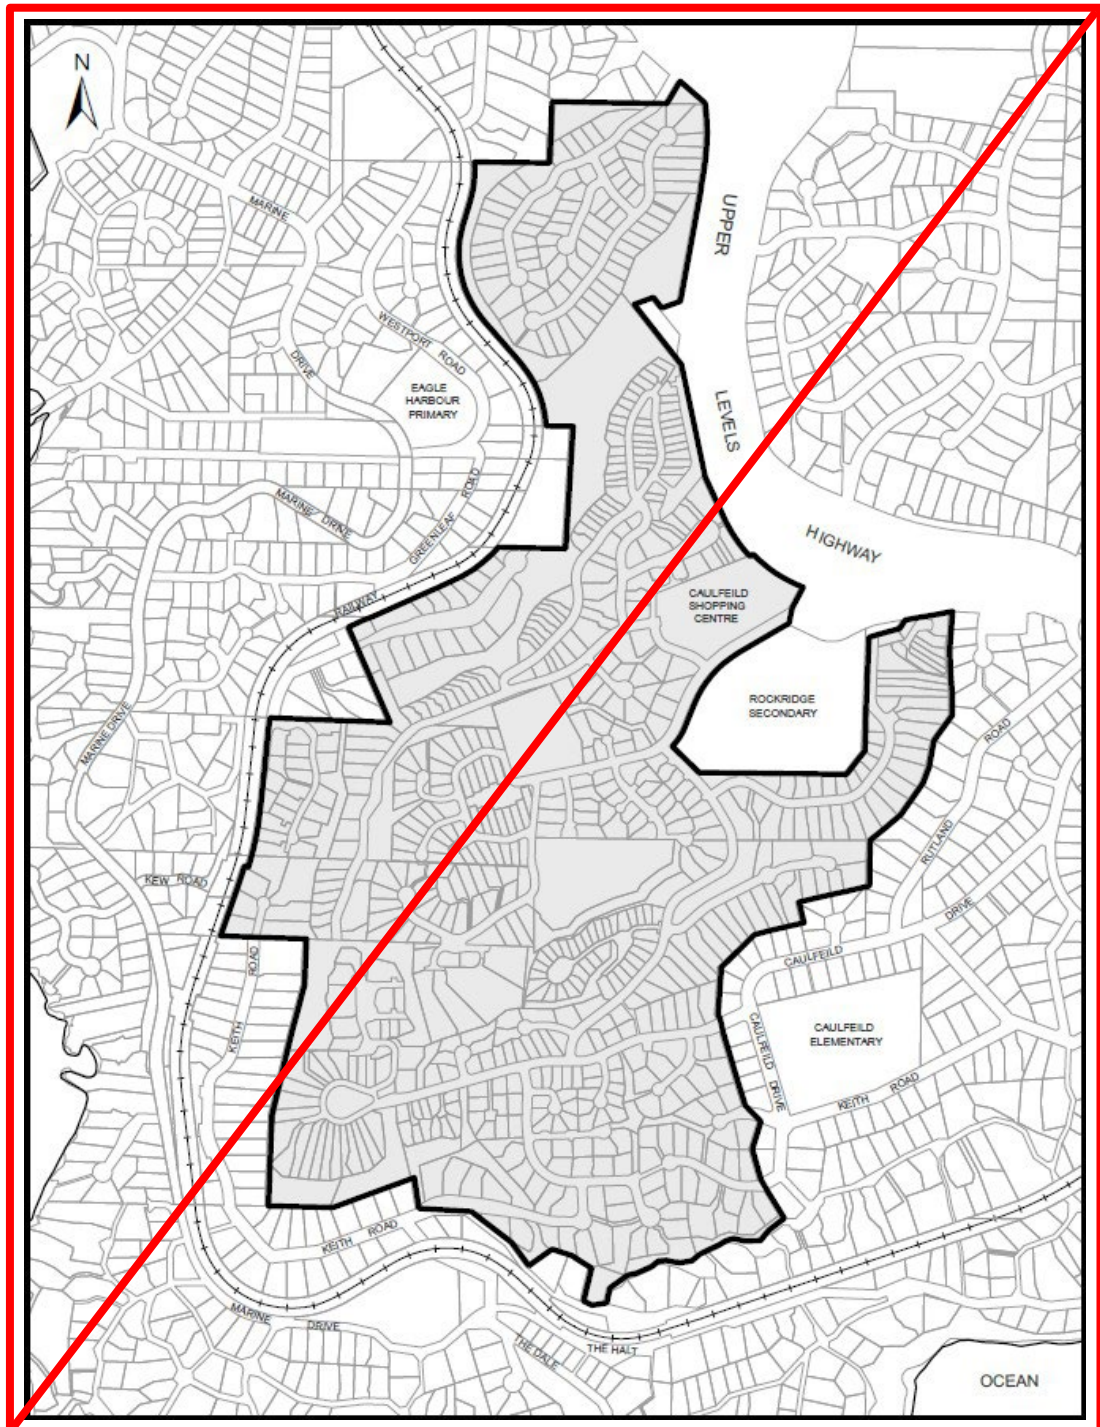 N
MARINE
UPPER
WESTPORT ROAD
DRIVE
EAGLE
HARBOUR
PRIMARY
LEVELS
ROAD
MARINE DRIVE
GREENLEAF
HIGHWAY
RAILWAY
CAULFEILD
SHOPPING
CENTRE
ROCKRIDGE
SECONDARY
MARINE DRIVE
ROAD
RUTLAND
KEW ROAD
DRIVE
CAULFEILD
ROAD
KEITH
CAULFEILD DRIVE
CAULFEILD
ELEMENTARY
KEITH ROAD
KEITH ROAD
MARINE DRIVE
THE DALE
THE HALT
OCEAN